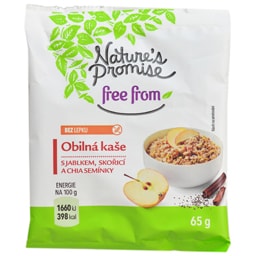 Nature's
Promise
free from
BEZ LEPKU
Obilná kaše
S JABLKEM, SKOŘICÍ
A CHIA SEMÍNKY
ENERGIE
NA 100 g
1660 kJ
398 kcal
65 g